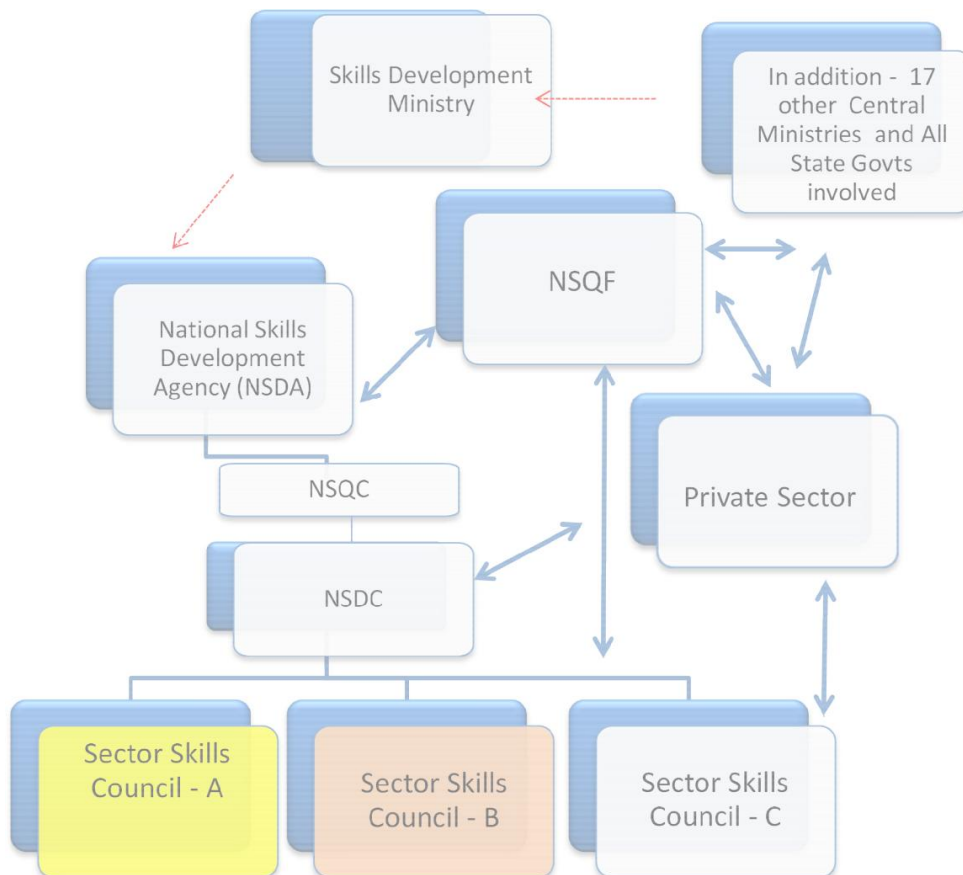 Skills Development
Ministry
In addition - 17
other Central
Ministries and All
State Govts
involved
NSQF
National Skills
Development
Agency (NSDA)
Private Sector
NSQC
NSDC
Sector Skills
Council - A
Sector Skills
Council - B
Sector Skills
Council - C